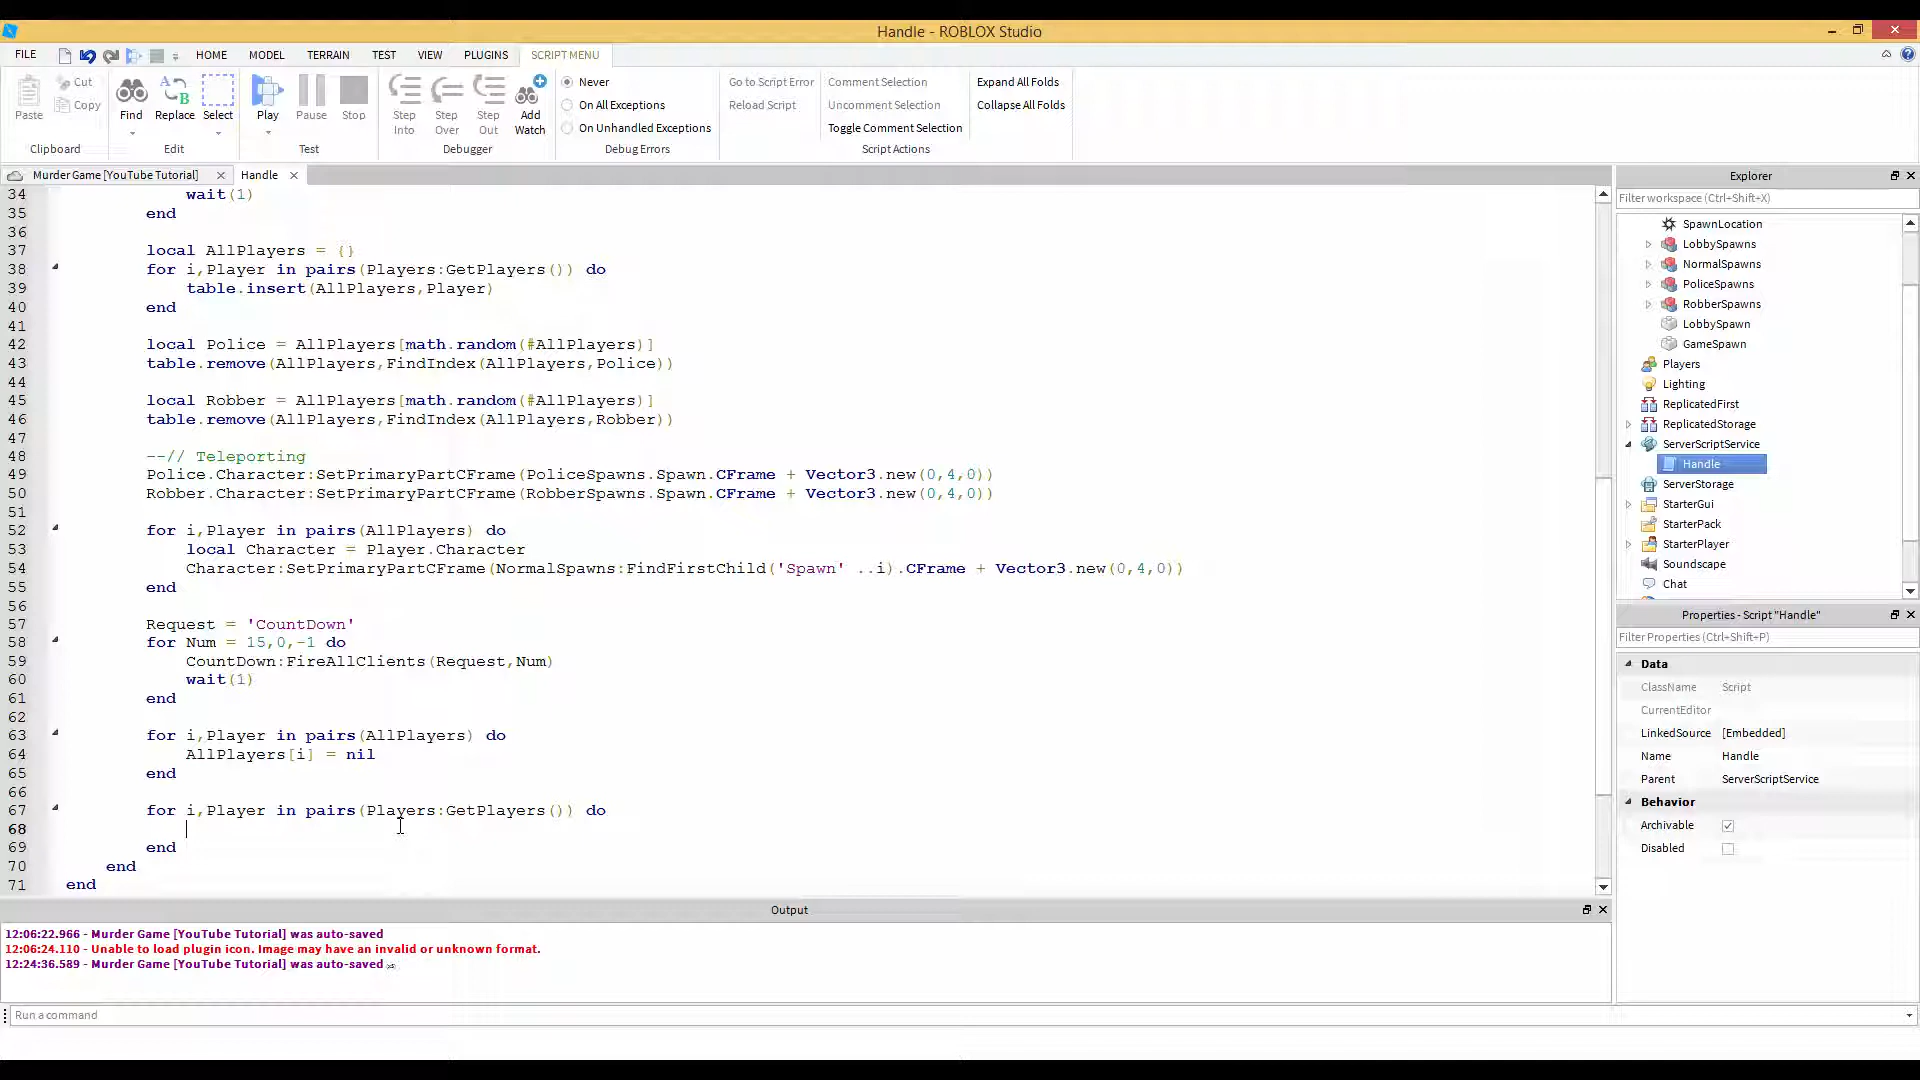 Handle - ROBLOX Studio
FILE HOME MODEL TERRAIN TEST VIEW PLUGINS SCRIPT MENU
Paste Cut Copy Clipboard
Find Replace Select Edit
Play Pause Stop Test
Step Into Step Over Step Out Add Watch Debugger
Never
On All Exceptions
On Unhandled Exceptions
Debug Errors
Go to Script Error
Reload Script
Comment Selection
Uncomment Selection
Toggle Comment Selection
Script Actions
Expand All Folds
Collapse All Folds
Murder Game [YouTube Tutorial] Handle
34 wait(1)
35 end
36
37 local AllPlayers = {}
38 for i,Player in pairs(Players:GetPlayers()) do
39 table.insert(AllPlayers,Player)
40 end
41
42 local Police = AllPlayers[math.random(#AllPlayers)]
43 table.remove(AllPlayers,FindIndex(AllPlayers,Police))
44
45 local Robber = AllPlayers[math.random(#AllPlayers)]
46 table.remove(AllPlayers,FindIndex(AllPlayers,Robber))
47
48 --// Teleporting
49 Police.Character:SetPrimaryPartCFrame(PoliceSpawns.Spawn.CFrame + Vector3.new(0,4,0))
50 Robber.Character:SetPrimaryPartCFrame(RobberSpawns.Spawn.CFrame + Vector3.new(0,4,0))
51
52 for i,Player in pairs(AllPlayers) do
53 local Character = Player.Character
54 Character:SetPrimaryPartCFrame(NormalSpawns:FindFirstChild('Spawn' ..i).CFrame + Vector3.new(0,4,0))
55 end
56
57 Request = 'CountDown'
58 for Num = 15,0,-1 do
59 CountDown:FireAllClients(Request,Num)
60 wait(1)
61 end
62
63 for i,Player in pairs(AllPlayers) do
64 AllPlayers[i] = nil
65 end
66
67 for i,Player in pairs(Players:GetPlayers()) do
68
69 end
70 end
71 end
Explorer
Filter workspace (Ctrl+Shift+X)
SpawnLocation
LobbySpawns
NormalSpawns
PoliceSpawns
RobberSpawns
LobbySpawn
GameSpawn
Players
Lighting
ReplicatedFirst
ReplicatedStorage
ServerScriptService
Handle
ServerStorage
StarterGui
StarterPack
StarterPlayer
Soundscape
Chat
Properties - Script "Handle"
Filter Properties (Ctrl+Shift+P)
Data
ClassName Script
CurrentEditor
LinkedSource [Embedded]
Name Handle
Parent ServerScriptService
Behavior
Archivable
Disabled
Output
12:06:22.966 - Murder Game [YouTube Tutorial] was auto-saved
12:06:24.110 - Unable to load plugin icon. Image may have an invalid or unknown format.
12:24:36.589 - Murder Game [YouTube Tutorial] was auto-saved
Run a command